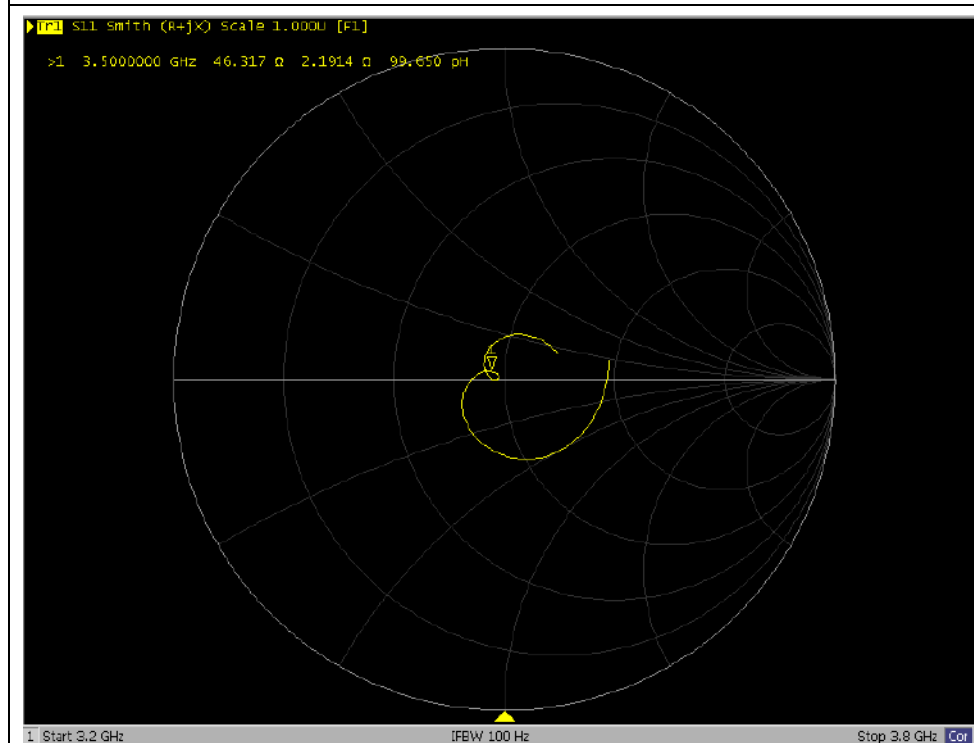 Tr1 S11 Smith (R+jX) Scale 1.000U [F1]
>1 3.5000000 GHz 46.317 Ω 2.1914 Ω 99.650 pH
1
1 Start 3.2 GHz IFBW 100 Hz Stop 3.8 GHz Cor